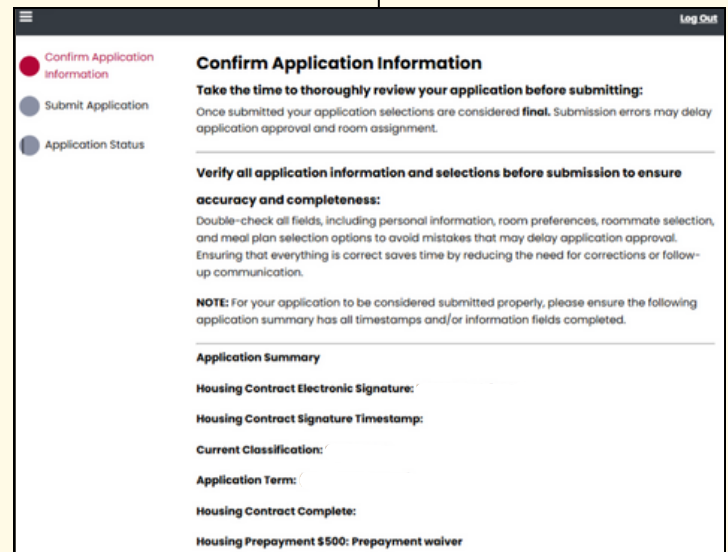 Log Out
Confirm Application
Information
Submit Application
Application Status
Confirm Application Information
Take the time to thoroughly review your application before submitting:
Once submitted your application selections are considered final. Submission errors may delay
application approval and room assignment.
Verify all application information and selections before submission to ensure
accuracy and completeness:
Double-check all fields, including personal information, room preferences, roommate selection,
and meal plan selection options to avoid mistakes that may delay application approval.
Ensuring that everything is correct saves time by reducing the need for corrections or follow-
up communication.
NOTE: For your application to be considered submitted properly, please ensure the following
application summary has all timestamps and/or information fields completed.
Application Summary
Housing Contract Electronic Signature:
Housing Contract Signature Timestamp:
Current Classification:
Application Term:
Housing Contract Complete:
Housing Prepayment $500: Prepayment waiver